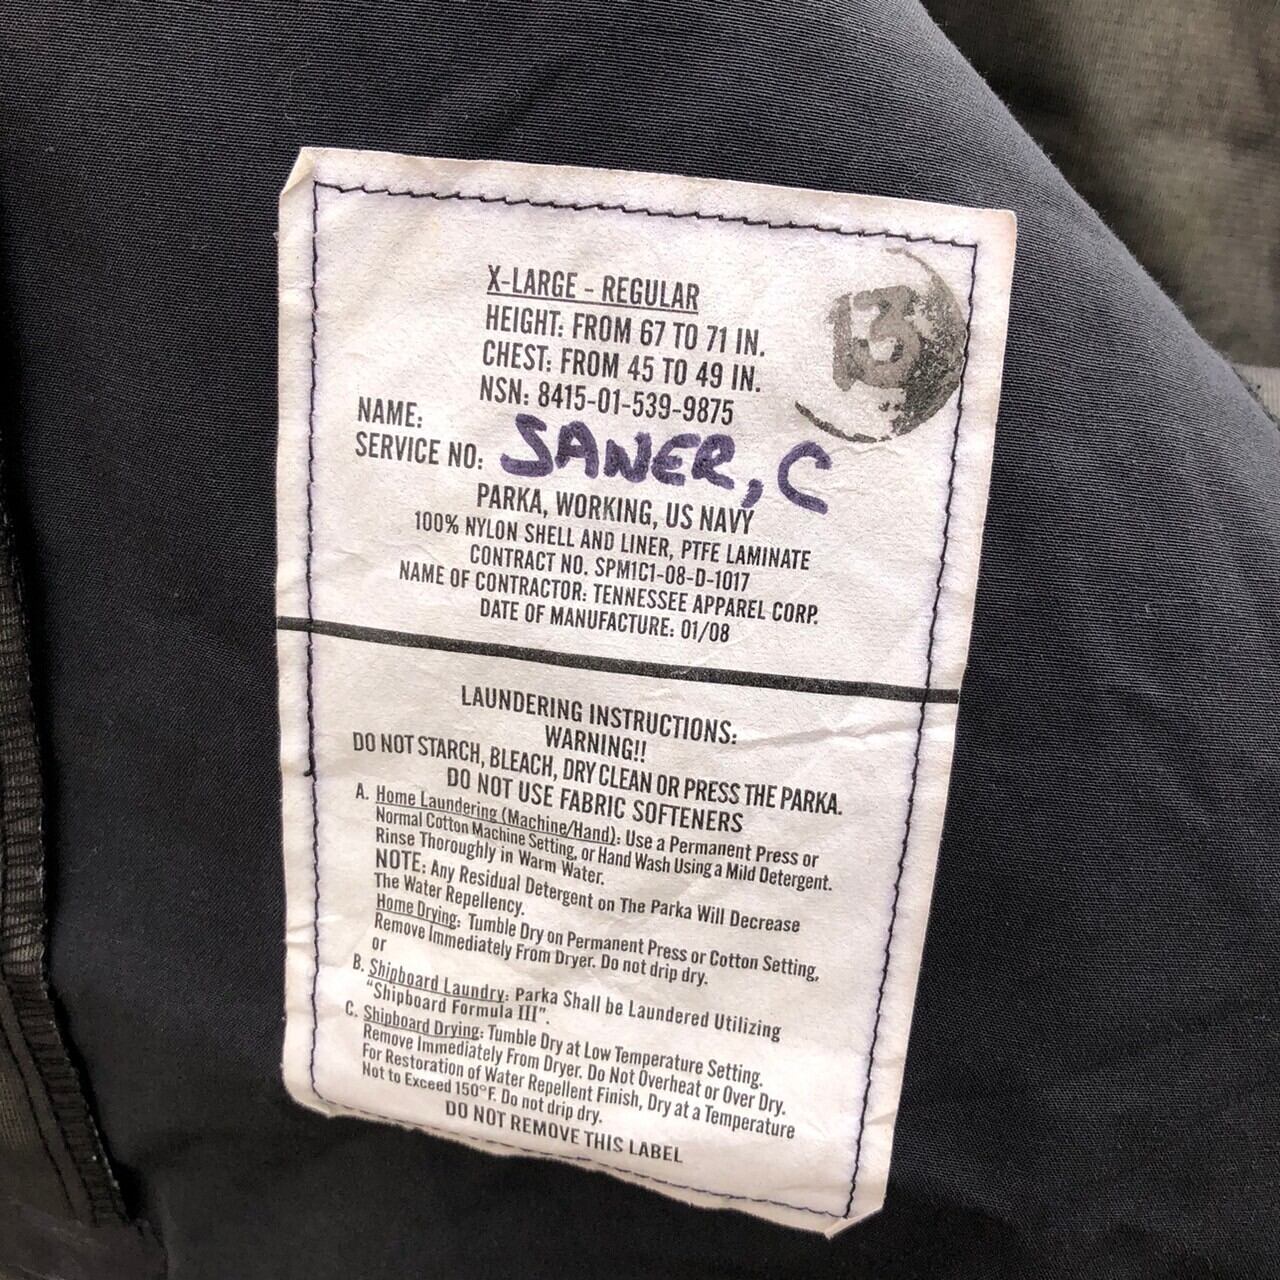 X-LARGE - REGULAR
HEIGHT: FROM 67 TO 71 IN.
CHEST: FROM 45 TO 49 IN.
NSN: 8415-01-539-9875
13
NAME:
SERVICE NO: SANER, C
PARKA, WORKING, US NAVY
100% NYLON SHELL AND LINER, PTFE LAMINATE
CONTRACT NO. SPM1C1-08-D-1017
NAME OF CONTRACTOR: TENNESSEE APPAREL CORP.
DATE OF MANUFACTURE: 01/08
LAUNDERING INSTRUCTIONS:
WARNING!!
DO NOT STARCH, BLEACH, DRY CLEAN OR PRESS THE PARKA.
DO NOT USE FABRIC SOFTENERS
A. Home Laundering (Machine/Hand): Use a Permanent Press or
Normal Cotton Machine Setting, or Hand Wash Using a Mild Detergent.
Rinse Thoroughly in Warm Water.
NOTE: Any Residual Detergent on The Parka Will Decrease
The Water Repellency.
Home Drying: Tumble Dry on Permanent Press or Cotton Setting,
Remove Immediately From Dryer. Do not drip dry.
or
B. Shipboard Laundry: Parka Shall be Laundered Utilizing
"Shipboard Formula III".
C. Shipboard Drying: Tumble Dry at Low Temperature Setting.
Remove Immediately From Dryer. Do Not Overheat or Over Dry.
For Restoration of Water Repellent Finish, Dry at a Temperature
Not to Exceed 150°F. Do not drip dry.
DO NOT REMOVE THIS LABEL